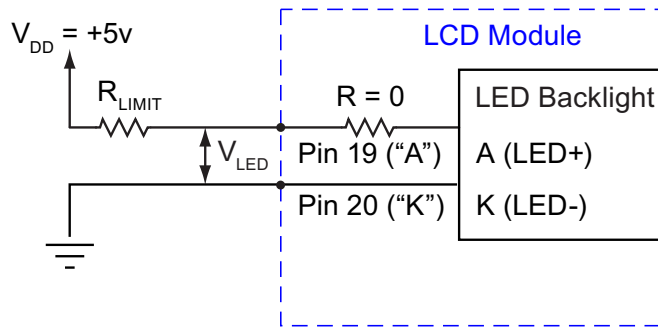 V_DD = +5v
LCD Module
R_LIMIT
R = 0
LED Backlight
V_LED
Pin 19 (“A”)
A (LED+)
Pin 20 (“K”)
K (LED-)